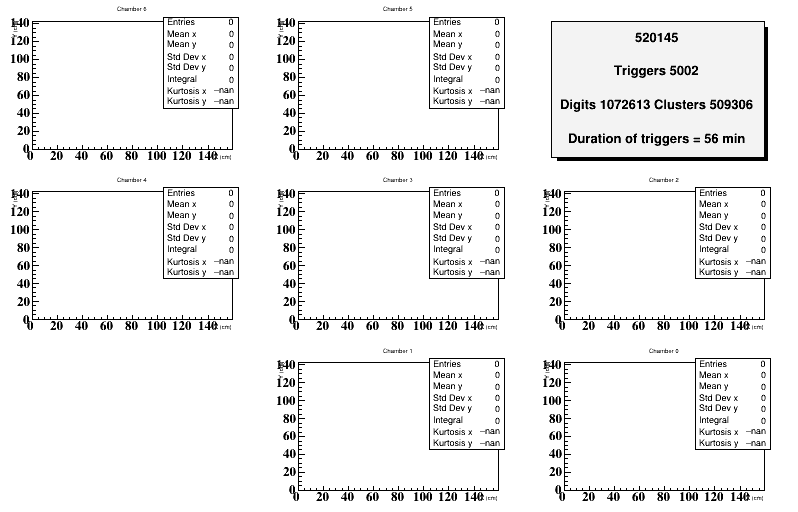 Chamber 6
Entries 0
Mean x 0
Mean y 0
Std Dev x 0
Std Dev y 0
Integral 0
Kurtosis x −nan
Kurtosis y −nan
140
120
100
80
60
40
20
0
0 20 40 60 80 100 120 140
(cm)
Chamber 5
Entries 0
Mean x 0
Mean y 0
Std Dev x 0
Std Dev y 0
Integral 0
Kurtosis x −nan
Kurtosis y −nan
140
120
100
80
60
40
20
0
0 20 40 60 80 100 120 140
(cm)
520145
Triggers 5002
Digits 1072613 Clusters 509306
Duration of triggers = 56 min
Chamber 4
Entries 0
Mean x 0
Mean y 0
Std Dev x 0
Std Dev y 0
Integral 0
Kurtosis x −nan
Kurtosis y −nan
140
120
100
80
60
40
20
0
0 20 40 60 80 100 120 140
(cm)
Chamber 3
Entries 0
Mean x 0
Mean y 0
Std Dev x 0
Std Dev y 0
Integral 0
Kurtosis x −nan
Kurtosis y −nan
140
120
100
80
60
40
20
0
0 20 40 60 80 100 120 140
(cm)
Chamber 2
Entries 0
Mean x 0
Mean y 0
Std Dev x 0
Std Dev y 0
Integral 0
Kurtosis x −nan
Kurtosis y −nan
140
120
100
80
60
40
20
0
0 20 40 60 80 100 120 140
(cm)
Chamber 1
Entries 0
Mean x 0
Mean y 0
Std Dev x 0
Std Dev y 0
Integral 0
Kurtosis x −nan
Kurtosis y −nan
140
120
100
80
60
40
20
0
0 20 40 60 80 100 120 140
(cm)
Chamber 0
Entries 0
Mean x 0
Mean y 0
Std Dev x 0
Std Dev y 0
Integral 0
Kurtosis x −nan
Kurtosis y −nan
140
120
100
80
60
40
20
0
0 20 40 60 80 100 120 140
(cm)